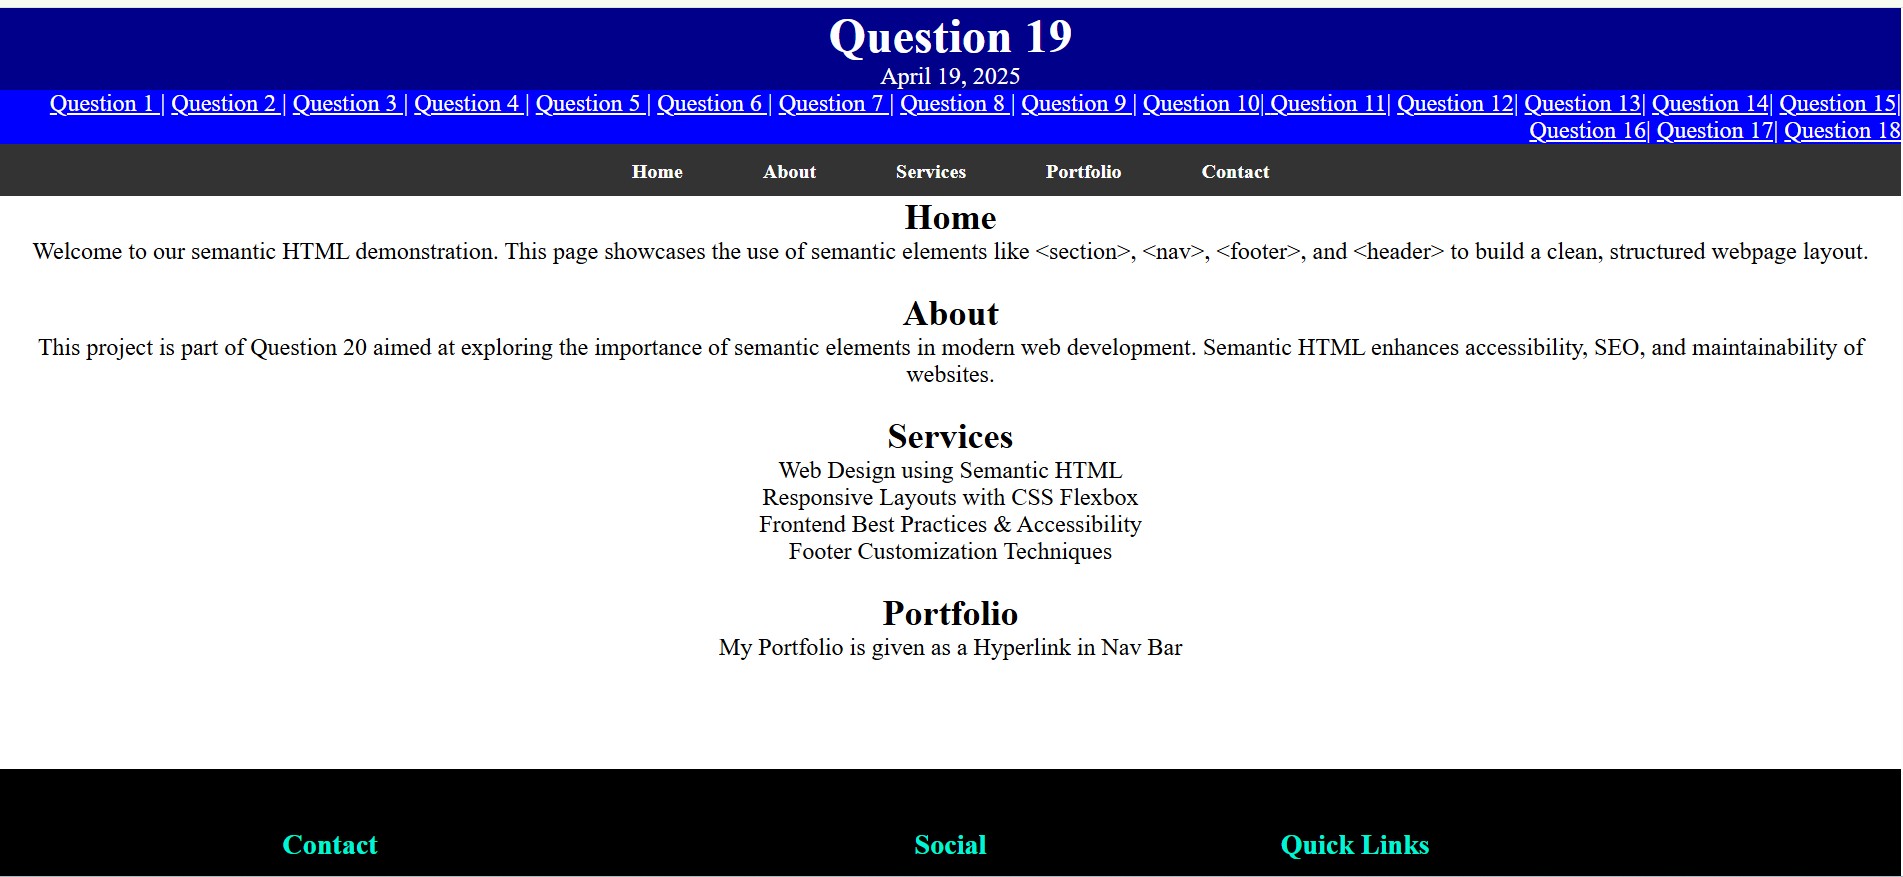 Question 19
April 19, 2025
Question 1 | Question 2 | Question 3 | Question 4 | Question 5 | Question 6 | Question 7 | Question 8 | Question 9 | Question 10| Question 11| Question 12| Question 13| Question 14| Question 15|
Question 16| Question 17| Question 18
Home About Services Portfolio Contact
Home
Welcome to our semantic HTML demonstration. This page showcases the use of semantic elements like <section>, <nav>, <footer>, and <header> to build a clean, structured webpage layout.
About
This project is part of Question 20 aimed at exploring the importance of semantic elements in modern web development. Semantic HTML enhances accessibility, SEO, and maintainability of
websites.
Services
Web Design using Semantic HTML
Responsive Layouts with CSS Flexbox
Frontend Best Practices & Accessibility
Footer Customization Techniques
Portfolio
My Portfolio is given as a Hyperlink in Nav Bar
Contact Social Quick Links